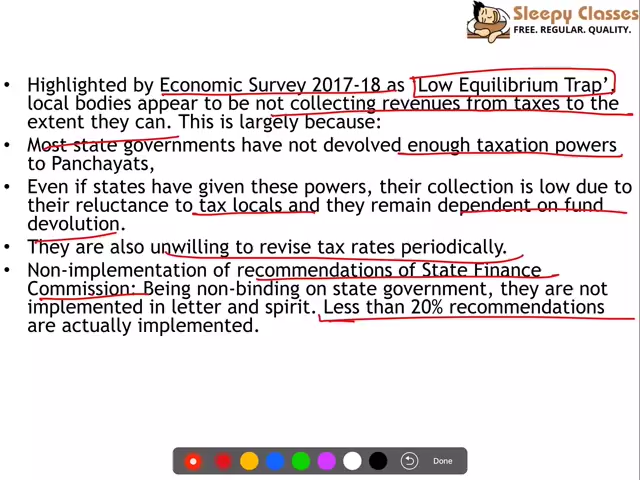 Sleepy Classes
FREE. REGULAR. QUALITY.
• Highlighted by Economic Survey 2017-18 as ‘Low Equilibrium Trap’,
local bodies appear to be not collecting revenues from taxes to the
extent they can. This is largely because:
• Most state governments have not devolved enough taxation powers
to Panchayats,
• Even if states have given these powers, their collection is low due to
their reluctance to tax locals and they remain dependent on fund
devolution.
• They are also unwilling to revise tax rates periodically.
• Non-implementation of recommendations of State Finance
Commission: Being non-binding on state government, they are not
implemented in letter and spirit. Less than 20% recommendations
are actually implemented.
Done